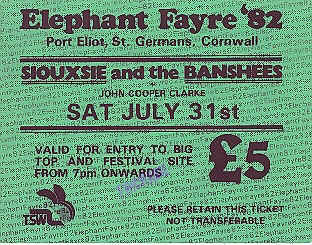 Elephant Fayre '82
Port Eliot, St. Germans, Cornwall
SIOUXSIE and the BANSHEES
JOHN COOPER CLARKE
SAT JULY 31st
VALID FOR ENTRY TO BIG
TOP AND FESTIVAL SITE
FROM 7pm ONWARDS
£5
TSW
PLEASE RETAIN THIS TICKET
NOT TRANSFERABLE